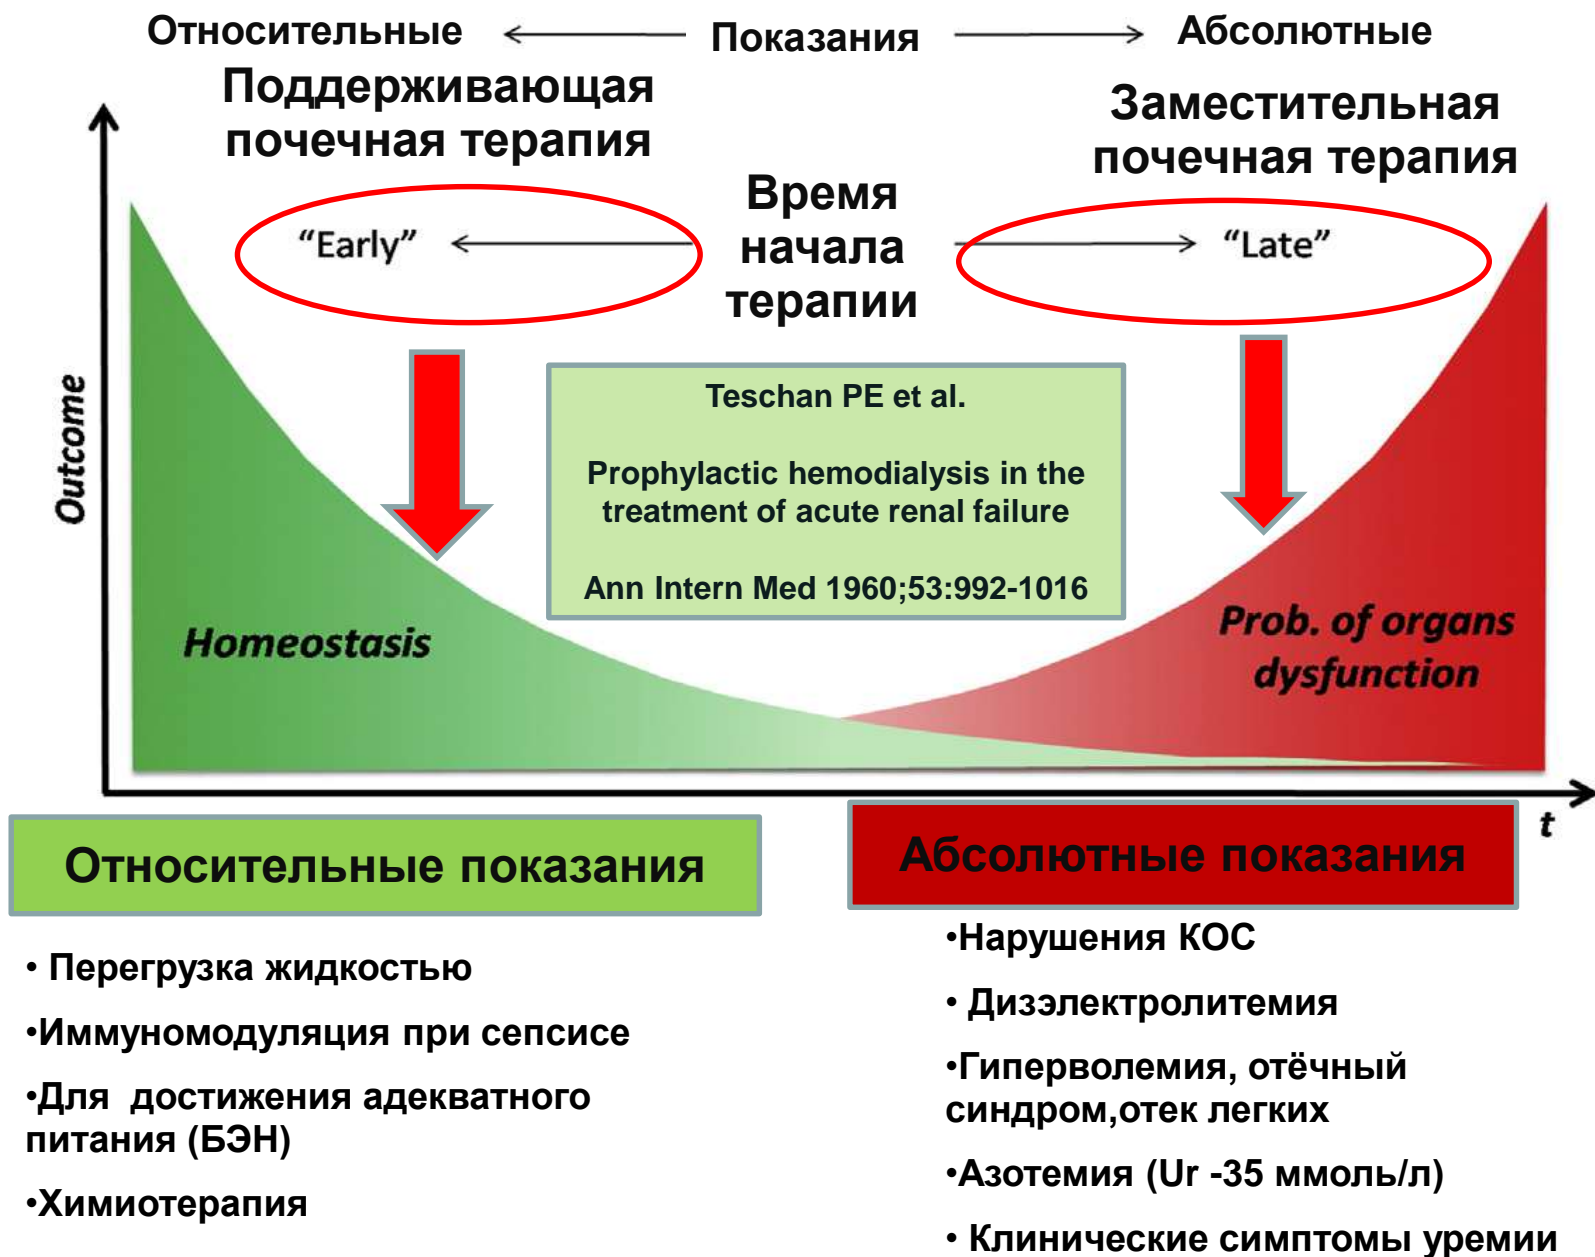 Относительные Показания Абсолютные
Поддерживающая
почечная терапия
Заместительная
почечная терапия
Время
начала
терапии
“Early”
“Late”
Outcome
Teschan PE et al.
Prophylactic hemodialysis in the
treatment of acute renal failure
Ann Intern Med 1960;53:992-1016
Homeostasis
Prob. of organs
dysfunction
t
Относительные показания
• Перегрузка жидкостью
•Иммуномодуляция при сепсисе
•Для достижения адекватного
питания (БЭН)
•Химиотерапия
Абсолютные показания
•Нарушения КОС
• Дизэлектролитемия
•Гиперволемия, отёчный
синдром,отек легких
•Азотемия (Ur -35 ммоль/л)
• Клинические симптомы уремии